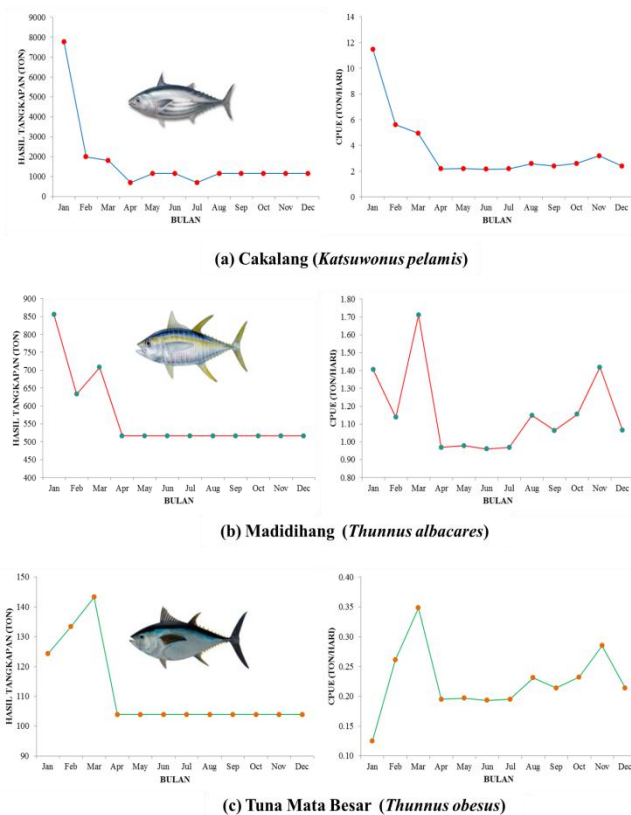 HASIL TANGKAPAN (TON)
9000
8000
7000
6000
5000
4000
3000
2000
1000
0
Jan Feb Mar Apr May Jun Jul Aug Sep Oct Nov Dec
BULAN
CPUE (TON/HARI)
14
12
10
8
6
4
2
0
Jan Feb Mar Apr May Jun Jul Aug Sep Oct Nov Dec
BULAN
(a) Cakalang (Katsuwonus pelamis)
HASIL TANGKAPAN (TON)
900
850
800
750
700
650
600
550
500
450
400
Jan Feb Mar Apr May Jun Jul Aug Sep Oct Nov Dec
BULAN
CPUE (TON/HARI)
1.80
1.70
1.60
1.50
1.40
1.30
1.20
1.10
1.00
0.90
0.80
Jan Feb Mar Apr May Jun Jul Aug Sep Oct Nov Dec
BULAN
(b) Madidihang (Thunnus albacares)
HASIL TANGKAPAN (TON)
150
140
130
120
110
100
90
Jan Feb Mar Apr May Jun Jul Aug Sep Oct Nov Dec
BULAN
CPUE (TON/HARI)
0.40
0.35
0.30
0.25
0.20
0.15
0.10
Jan Feb Mar Apr May Jun Jul Aug Sep Oct Nov Dec
BULAN
(c) Tuna Mata Besar (Thunnus obesus)